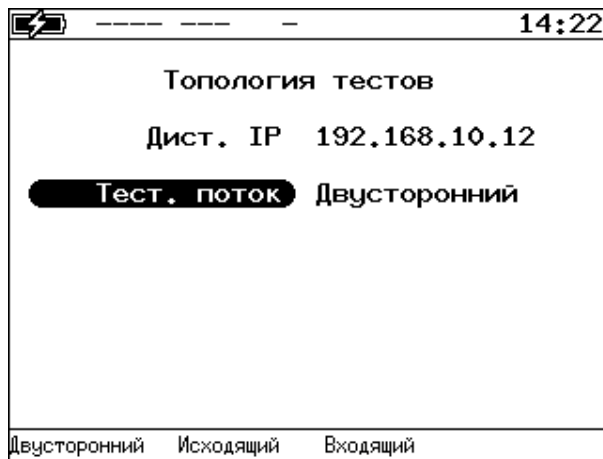 ---- --- - 14:22
Топология тестов
Дист. IP 192.168.10.12
Тест. поток Двусторонний
Двусторонний Исходящий Входящий